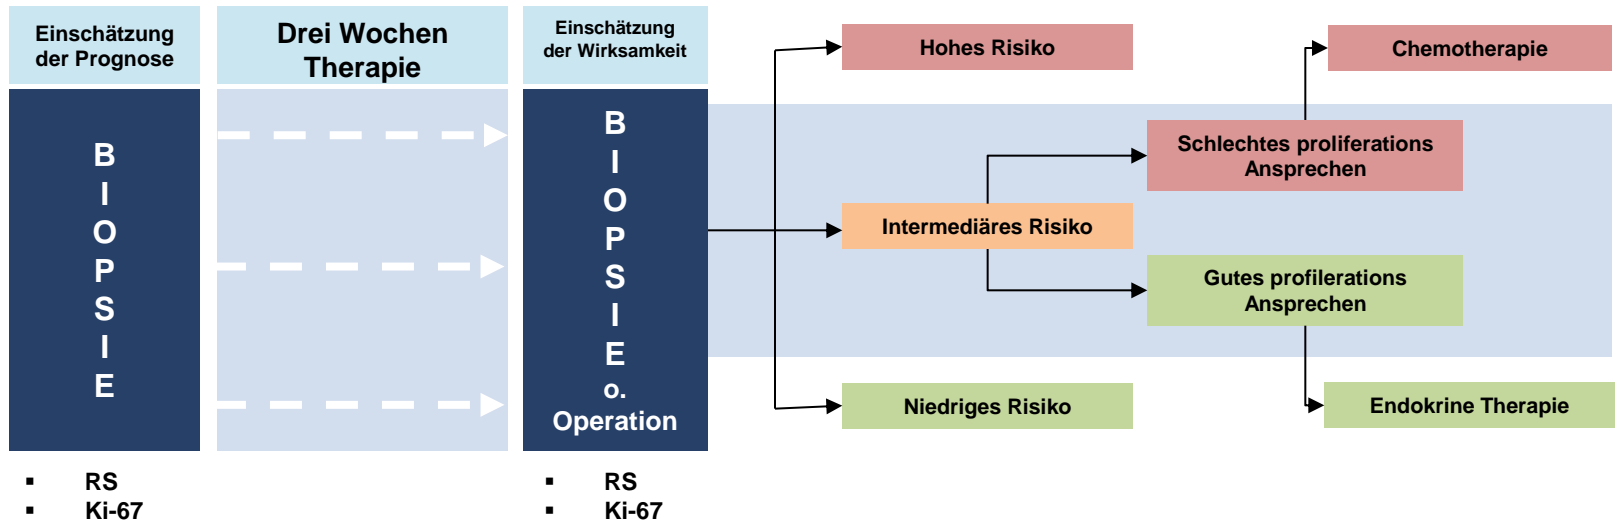 Einschätzung
der Prognose
Drei Wochen
Therapie
Einschätzung
der Wirksamkeit
B
I
O
P
S
I
E
B
I
O
P
S
I
E
o.
Operation
▪ RS
▪ Ki-67
▪ RS
▪ Ki-67
Hohes Risiko
Intermediäres Risiko
Niedriges Risiko
Schlechtes proliferations
Ansprechen
Gutes profilerations
Ansprechen
Chemotherapie
Endokrine Therapie